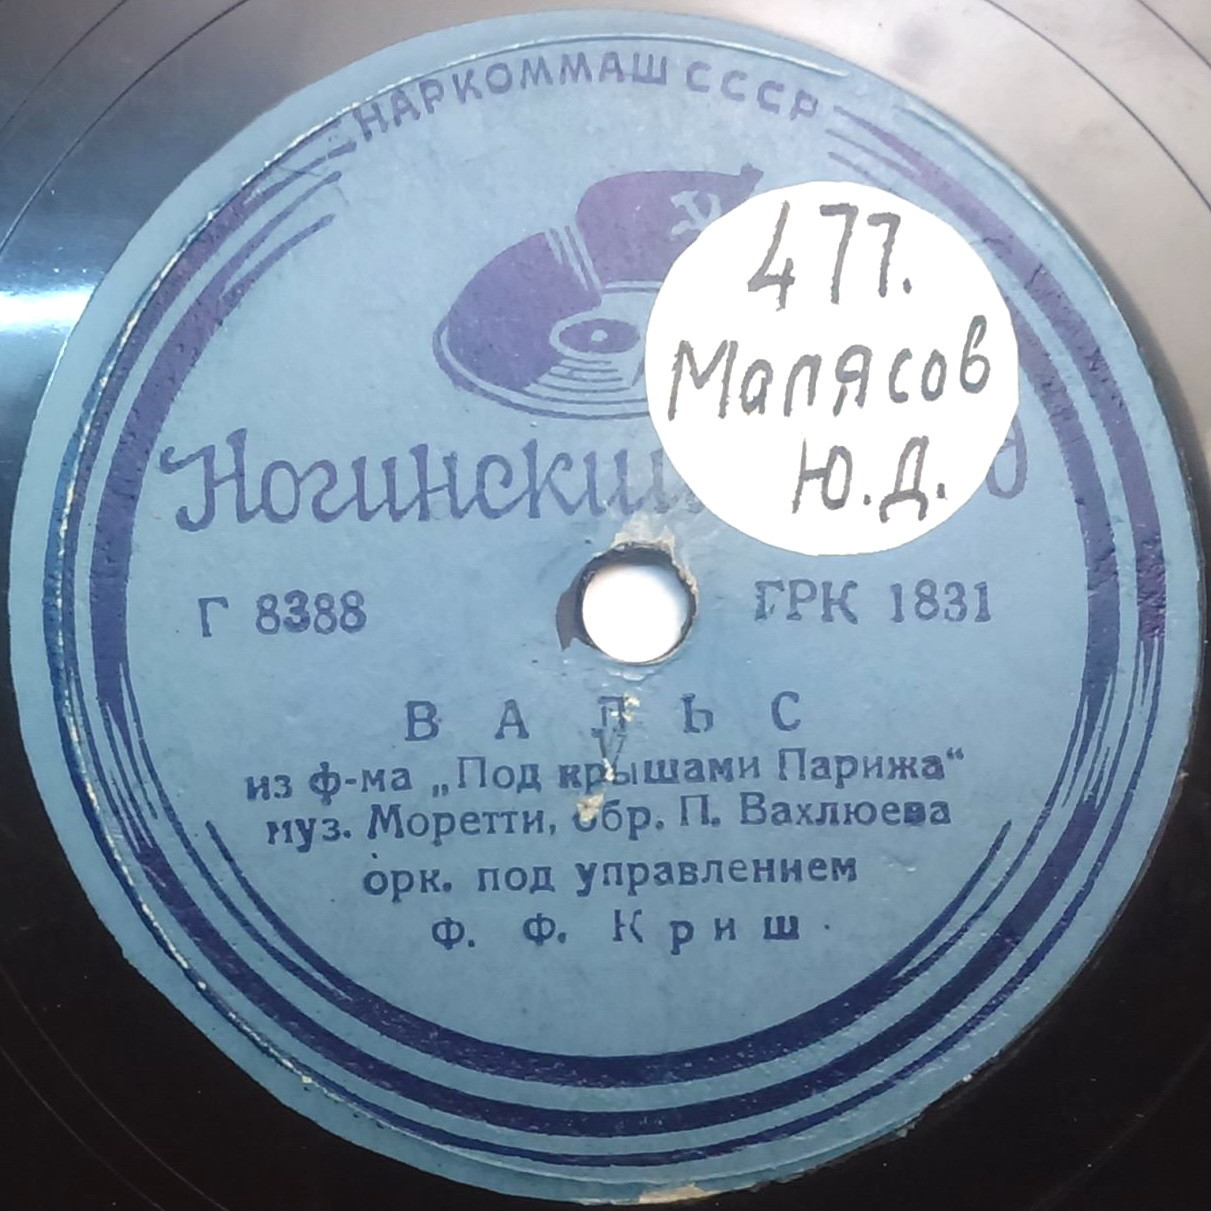 НАРКОММАШ СССР
477.
Малясов
Ю.Д.
Ногинский
Г 8388
ГРК 1831
ВАЛЬС
из ф-ма „Под крышами Парижа“
муз. Моретти, обр. П. Вахлюева
орк. под управлением
Ф. Ф. Криш